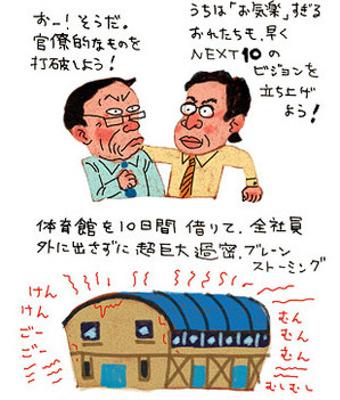 おー！そうだ。
官僚的なものを
打破しよう！
うちは「お気楽」すぎる
おれたちも、早く
NEXT10の
ビジョンを
立ち上げ
よう！
体育館を10日間借りて、全社員
外に出さずに超巨大過密ブレーン
ストーミング
けん
けん
ごー
ごー
むん
むん
むん
むしむし